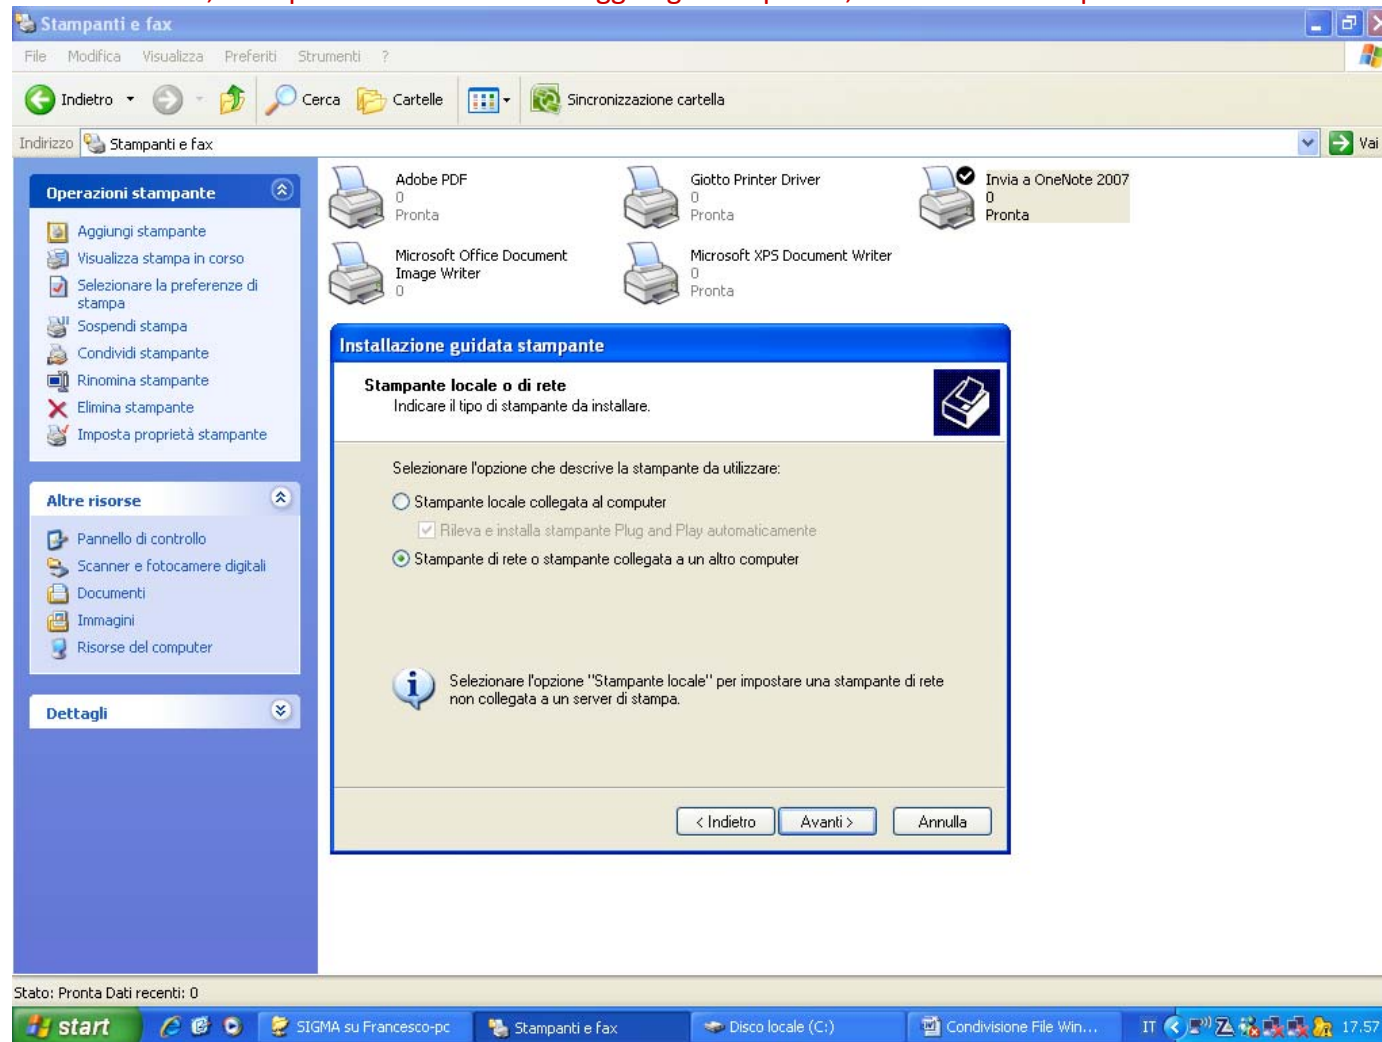 Stampanti e fax
File Modifica Visualizza Preferiti Strumenti ?
Indietro Cerca Cartelle Sincronizzazione cartella
Indirizzo Stampanti e fax Vai
Operazioni stampante
Aggiungi stampante
Visualizza stampa in corso
Selezionare la preferenze di
stampa
Sospendi stampa
Condividi stampante
Rinomina stampante
Elimina stampante
Imposta proprietà stampante
Altre risorse
Pannello di controllo
Scanner e fotocamere digitali
Documenti
Immagini
Risorse del computer
Dettagli
Adobe PDF
0
Pronta
Giotto Printer Driver
0
Pronta
Invia a OneNote 2007
0
Pronta
Microsoft Office Document
Image Writer
0
Microsoft XPS Document Writer
0
Pronta
Installazione guidata stampante
Stampante locale o di rete
Indicare il tipo di stampante da installare.
Selezionare l'opzione che descrive la stampante da utilizzare:
Stampante locale collegata al computer
Rileva e installa stampante Plug and Play automaticamente
Stampante di rete o stampante collegata a un altro computer
Selezionare l'opzione "Stampante locale" per impostare una stampante di rete
non collegata a un server di stampa.
< Indietro Avanti > Annulla
Stato: Pronta Dati recenti: 0
start SIGMA su Francesco-pc Stampanti e fax Disco locale (C:) Condivisione File Win... IT 17.57